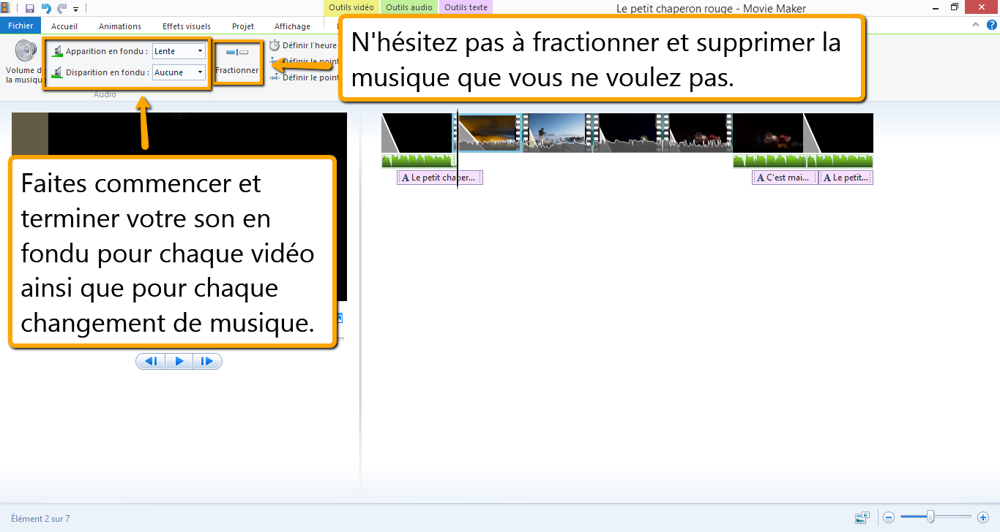 Outils vidéo Outils audio Outils texte
Le petit chaperon rouge - Movie Maker
Fichier Accueil Animations Effets visuels Projet Affichage
Volume d
la musiqu
Apparition en fondu : Lente
Disparition en fondu : Aucune
Audio
Fractionner
Définir l'heure
Définir le point
Définir le point
N'hésitez pas à fractionner et supprimer la
musique que vous ne voulez pas.
Faites commencer et
terminer votre son en
fondu pour chaque vidéo
ainsi que pour chaque
changement de musique.
A Le petit chaper...
A C'est mai...
A Le petit...
Élément 2 sur 7